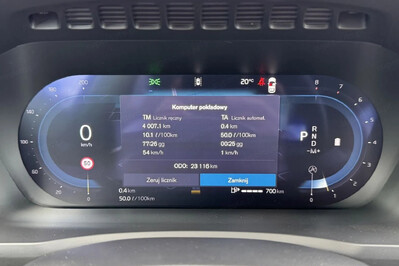 20°C
Komputer pokładowy
TM Licznik ręczny
4 007,1 km
10.1 ℓ/100km
77:26 gg
54 km/h
TA Licznik automat.
0.4 km
50.0 ℓ/100km
00:26 gg
1 km/h
ODO: 23 116 km
Zeruj licznik
Zamknij
0 km/h
50
P
R
N
D
0.4 km
50.0 ℓ/100km
700 km